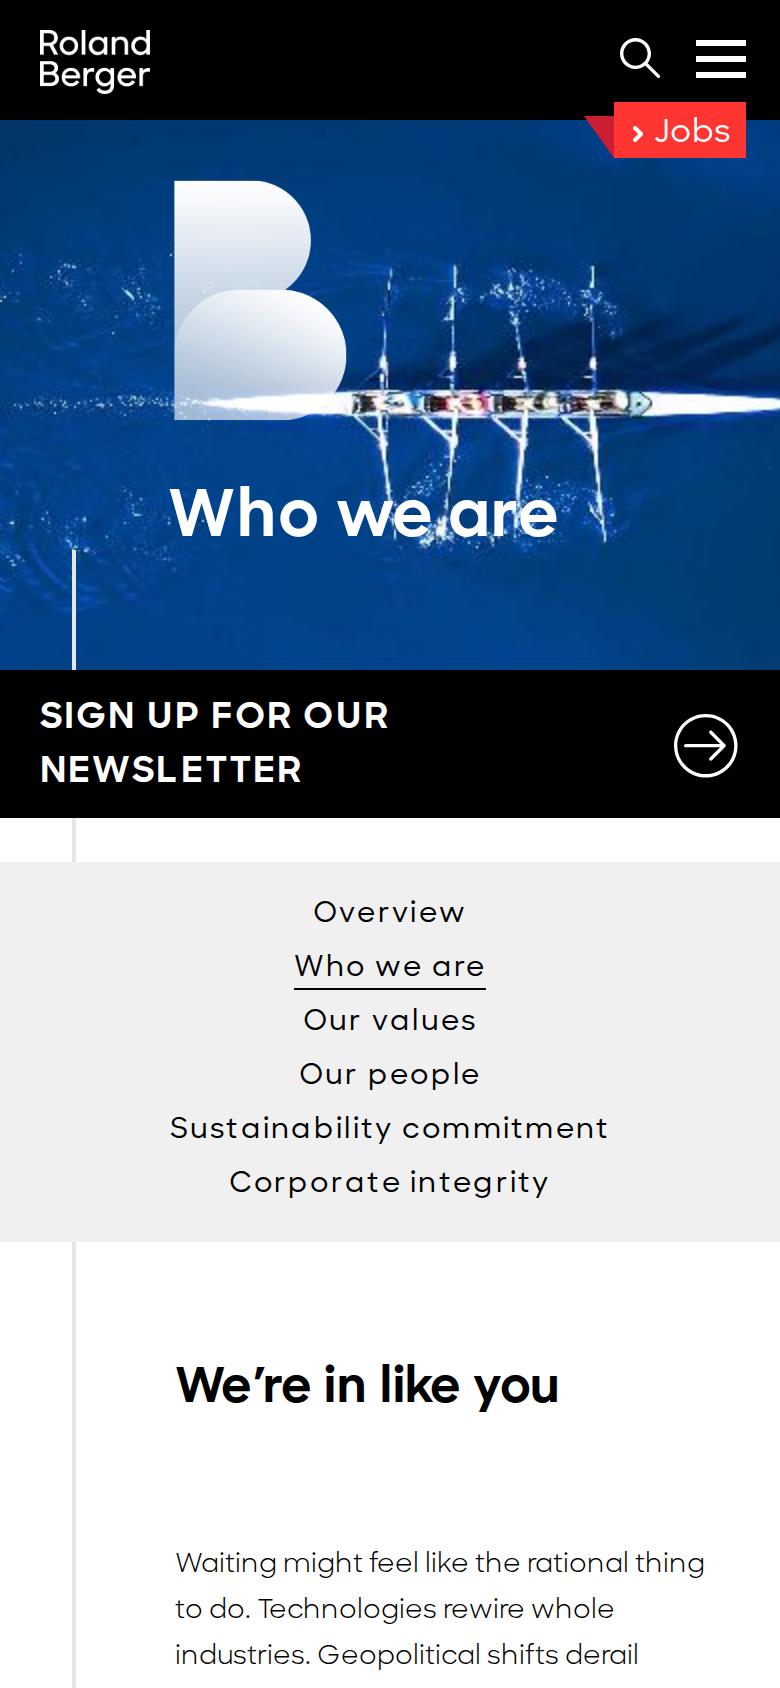 Roland
Berger
Jobs
B
Who we are
SIGN UP FOR OUR
NEWSLETTER
Overview
Who we are
Our values
Our people
Sustainability commitment
Corporate integrity
We’re in like you
Waiting might feel like the rational thing
to do. Technologies rewire whole
industries. Geopolitical shifts derail